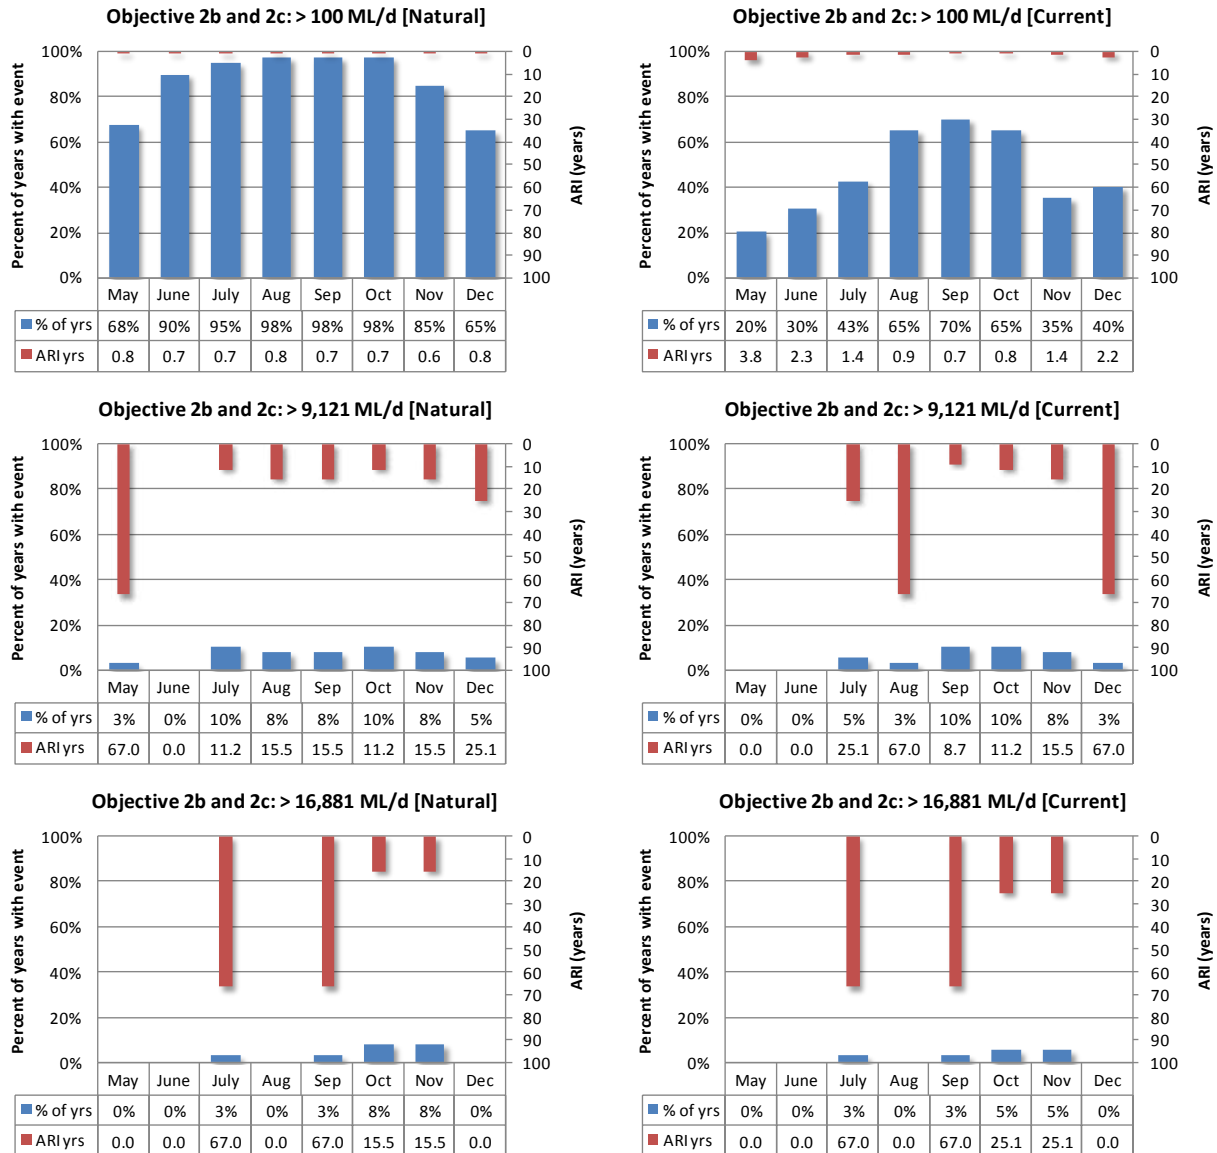 Objective 2b and 2c: > 100 ML/d [Natural]
Percent of years with event
100%
80%
60%
40%
20%
0%
0
10
20
30
40
50
60
70
80
90
100
ARI (years)
May June July Aug Sep Oct Nov Dec
% of yrs 68% 90% 95% 98% 98% 98% 85% 65%
ARI yrs 0.8 0.7 0.7 0.8 0.7 0.7 0.6 0.8
Objective 2b and 2c: > 100 ML/d [Current]
Percent of years with event
100%
80%
60%
40%
20%
0%
0
10
20
30
40
50
60
70
80
90
100
ARI (years)
May June July Aug Sep Oct Nov Dec
% of yrs 20% 30% 43% 65% 70% 65% 35% 40%
ARI yrs 3.8 2.3 1.4 0.9 0.7 0.8 1.4 2.2
Objective 2b and 2c: > 9,121 ML/d [Natural]
Percent of years with event
100%
80%
60%
40%
20%
0%
0
10
20
30
40
50
60
70
80
90
100
ARI (years)
May June July Aug Sep Oct Nov Dec
% of yrs 3% 0% 10% 8% 8% 10% 8% 5%
ARI yrs 67.0 0.0 11.2 15.5 15.5 11.2 15.5 25.1
Objective 2b and 2c: > 9,121 ML/d [Current]
Percent of years with event
100%
80%
60%
40%
20%
0%
0
10
20
30
40
50
60
70
80
90
100
ARI (years)
May June July Aug Sep Oct Nov Dec
% of yrs 0% 0% 5% 3% 10% 10% 8% 3%
ARI yrs 0.0 0.0 25.1 67.0 8.7 11.2 15.5 67.0
Objective 2b and 2c: > 16,881 ML/d [Natural]
Percent of years with event
100%
80%
60%
40%
20%
0%
0
10
20
30
40
50
60
70
80
90
100
ARI (years)
May June July Aug Sep Oct Nov Dec
% of yrs 0% 0% 3% 0% 3% 8% 8% 0%
ARI yrs 0.0 0.0 67.0 0.0 67.0 15.5 15.5 0.0
Objective 2b and 2c: > 16,881 ML/d [Current]
Percent of years with event
100%
80%
60%
40%
20%
0%
0
10
20
30
40
50
60
70
80
90
100
ARI (years)
May June July Aug Sep Oct Nov Dec
% of yrs 0% 0% 3% 0% 3% 5% 5% 0%
ARI yrs 0.0 0.0 67.0 0.0 67.0 25.1 25.1 0.0